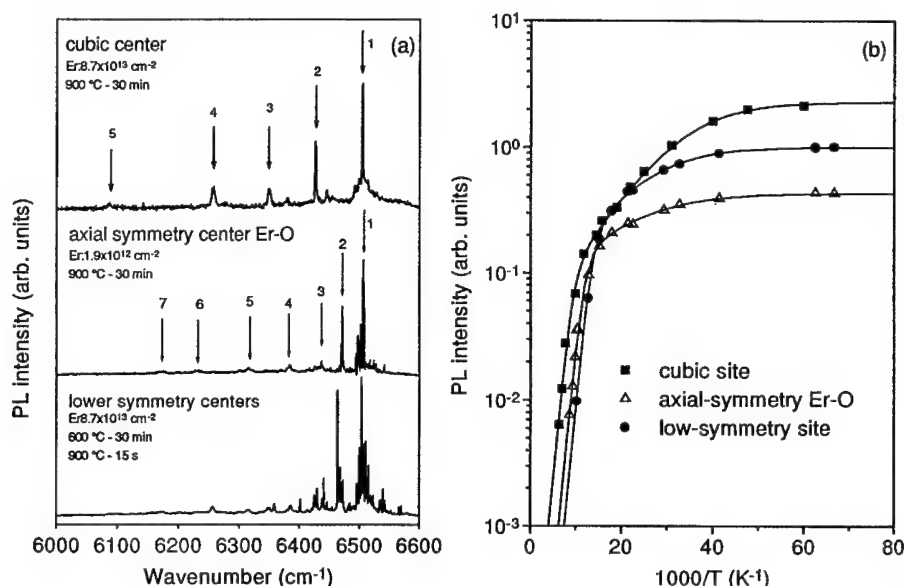 (a)
cubic center
Er:8.7x10¹³ cm⁻²
900 °C - 30 min
1
2
3
4
5
axial symmetry center Er-O
Er:1.9x10¹² cm⁻²
900 °C - 30 min
1
2
3
4
5
6
7
lower symmetry centers
Er8.7x10¹³ cm⁻²
600 °C - 30 min
900 °C - 15 s
PL intensity (arb. units)
6000 6100 6200 6300 6400 6500 6600
Wavenumber (cm⁻¹)
(b)
10¹
10⁰
10⁻¹
10⁻²
10⁻³
PL intensity (arb. units)
cubic site
axial-symmetry Er-O
low-symmetry site
0 20 40 60 80
1000/T (K⁻¹)